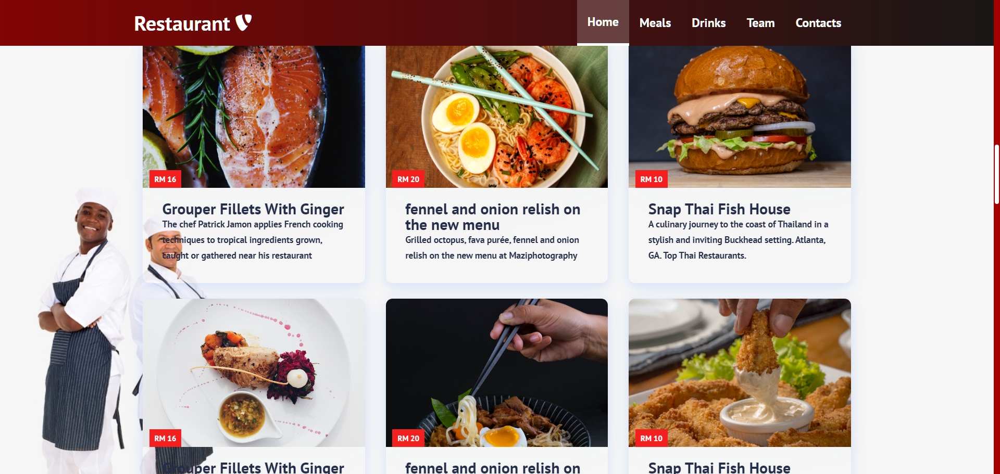 Restaurant
Home Meals Drinks Team Contacts
RM 16
Grouper Fillets With Ginger
The chef Patrick Jamon applies French cooking
techniques to tropical ingredients grown,
caught or gathered near his restaurant
RM 20
fennel and onion relish on
the new menu
Grilled octopus, fava purée, fennel and onion
relish on the new menu at Maziphotography
RM 10
Snap Thai Fish House
A culinary journey to the coast of Thailand in a
stylish and inviting Buckhead setting. Atlanta,
GA. Top Thai Restaurants.
RM 16
Grouper Fillets With Ginger
RM 20
fennel and onion relish on
RM 10
Snap Thai Fish House